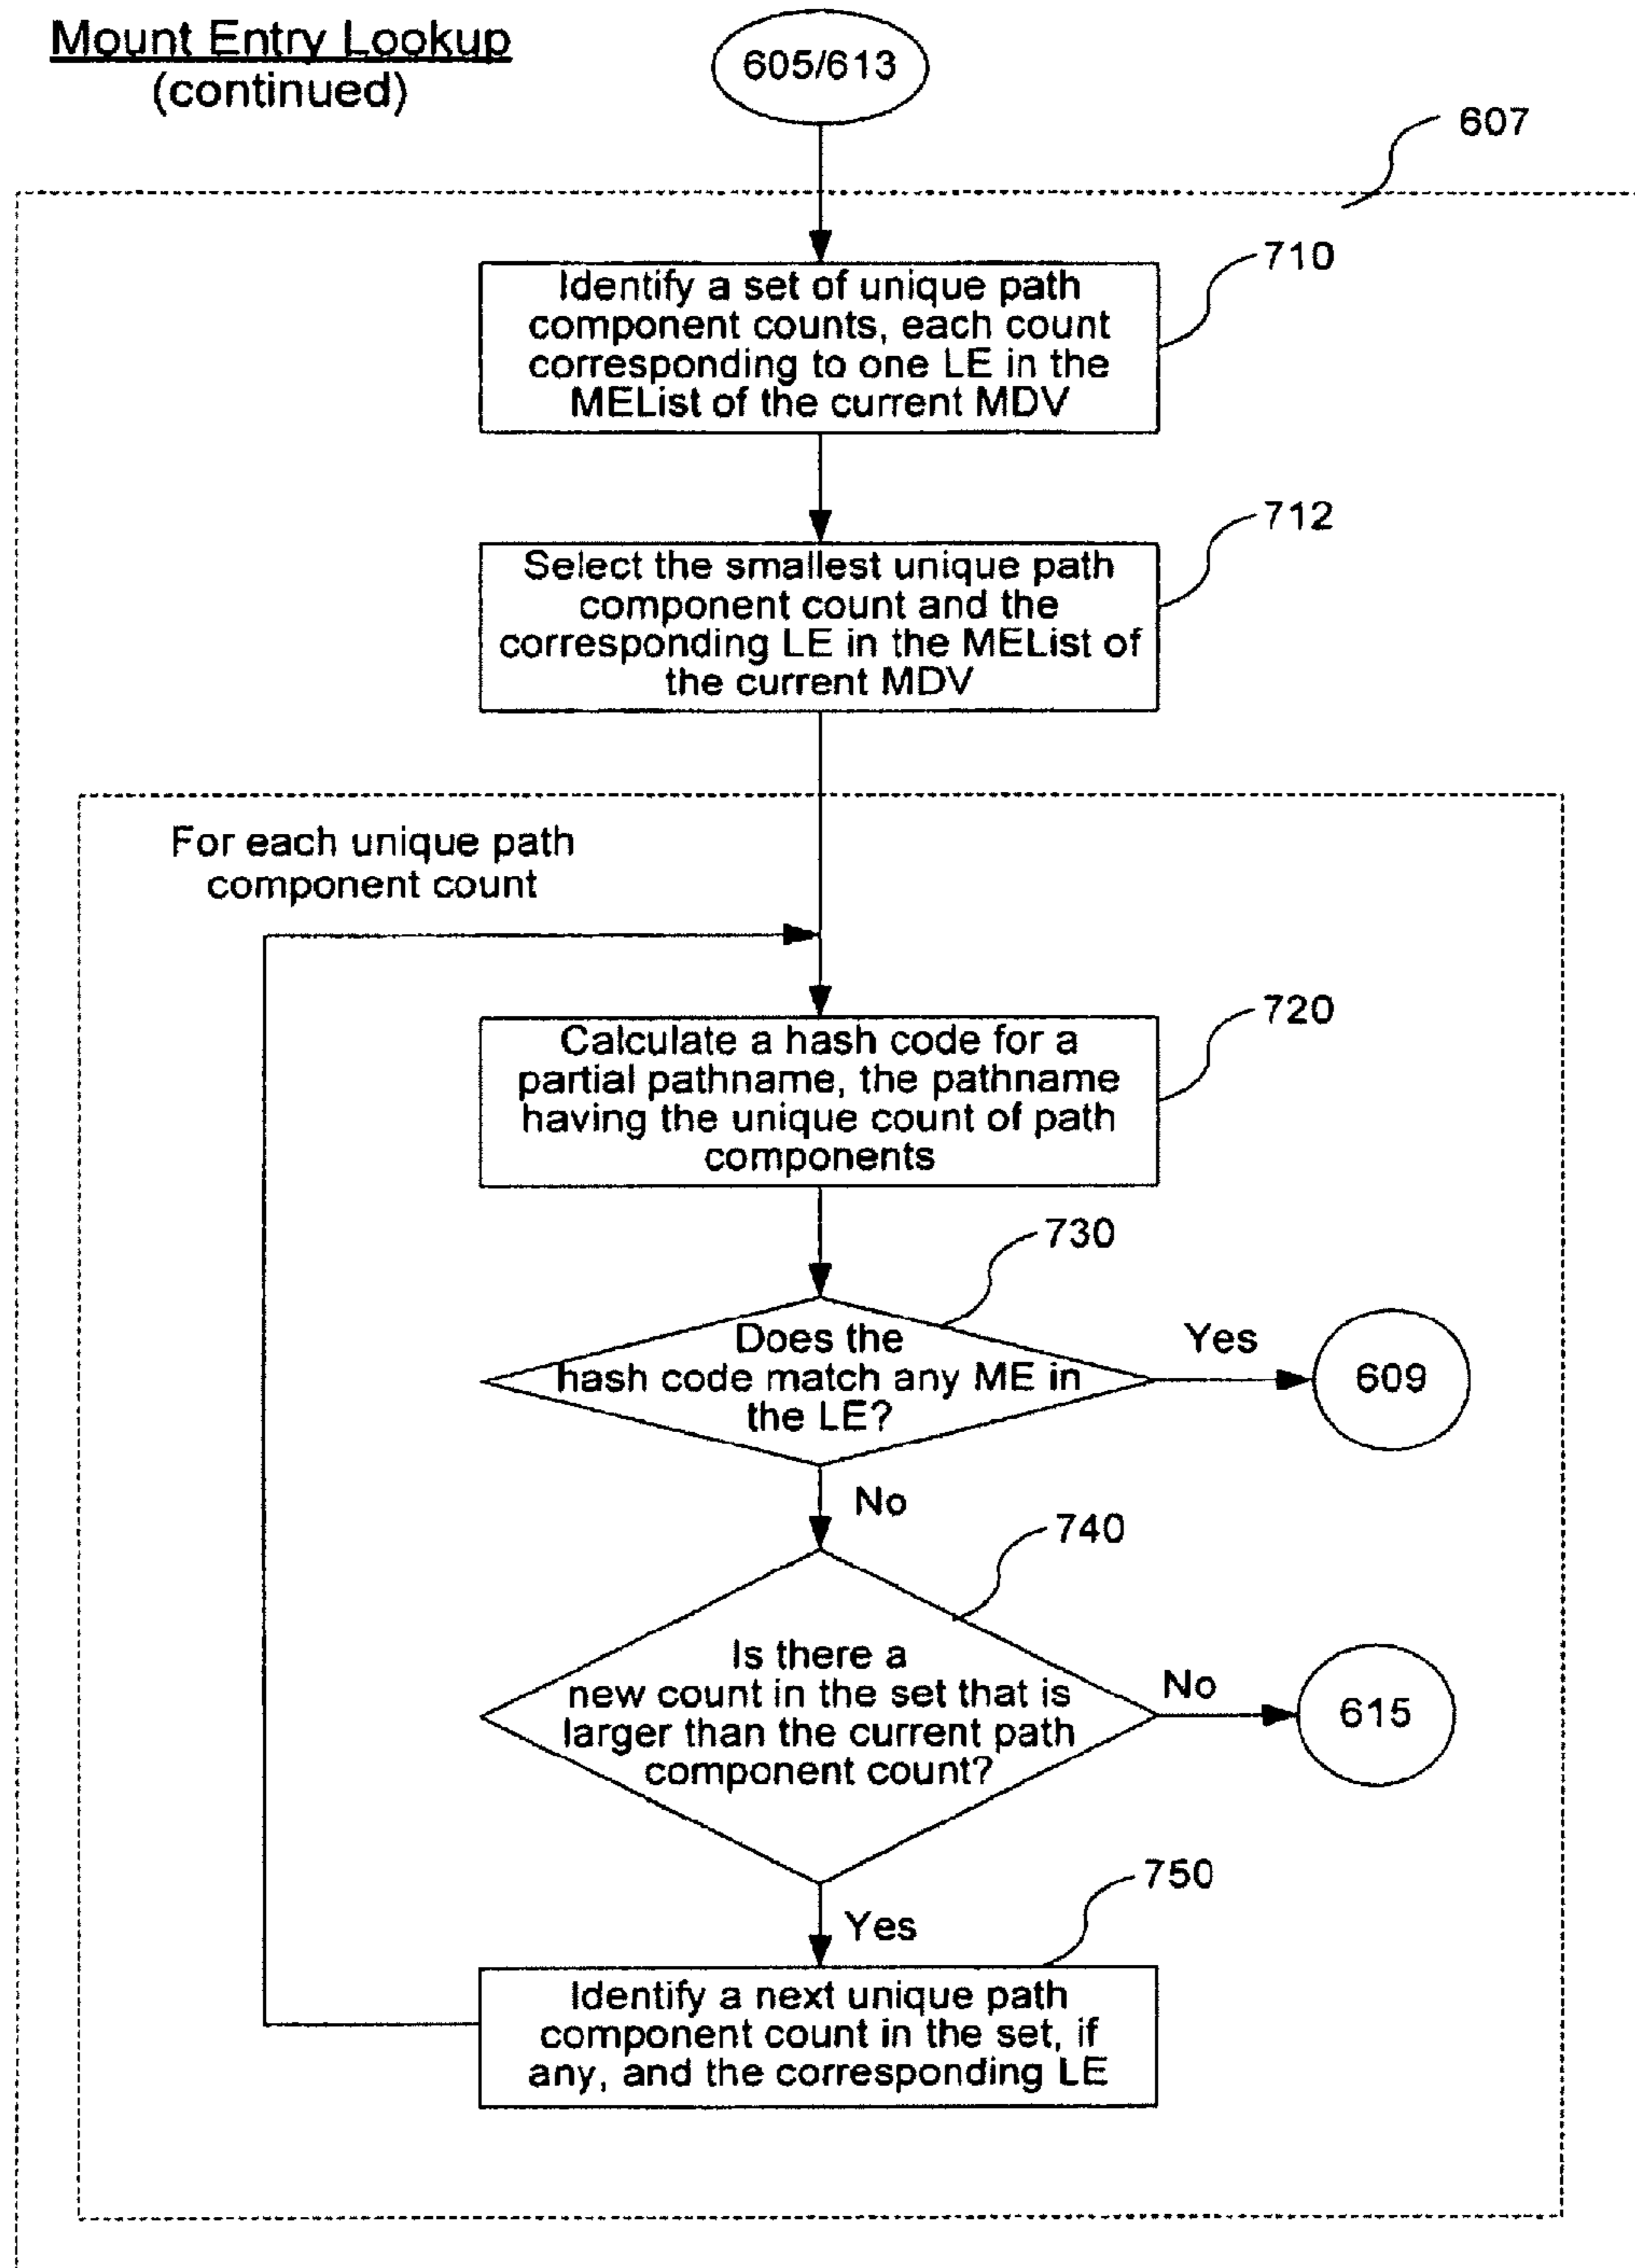 Mount Entry Lookup
(continued)
605/613
607
710
Identify a set of unique path
component counts, each count
corresponding to one LE in the
MEList of the current MDV
712
Select the smallest unique path
component count and the
corresponding LE in the MEList of
the current MDV
For each unique path
component count
720
Calculate a hash code for a
partial pathname, the pathname
having the unique count of path
components
730
Does the
hash code match any ME in
the LE?
Yes
609
No
740
Is there a
new count in the set that is
larger than the current path
component count?
No
615
Yes
750
Identify a next unique path
component count in the set, if
any, and the corresponding LE